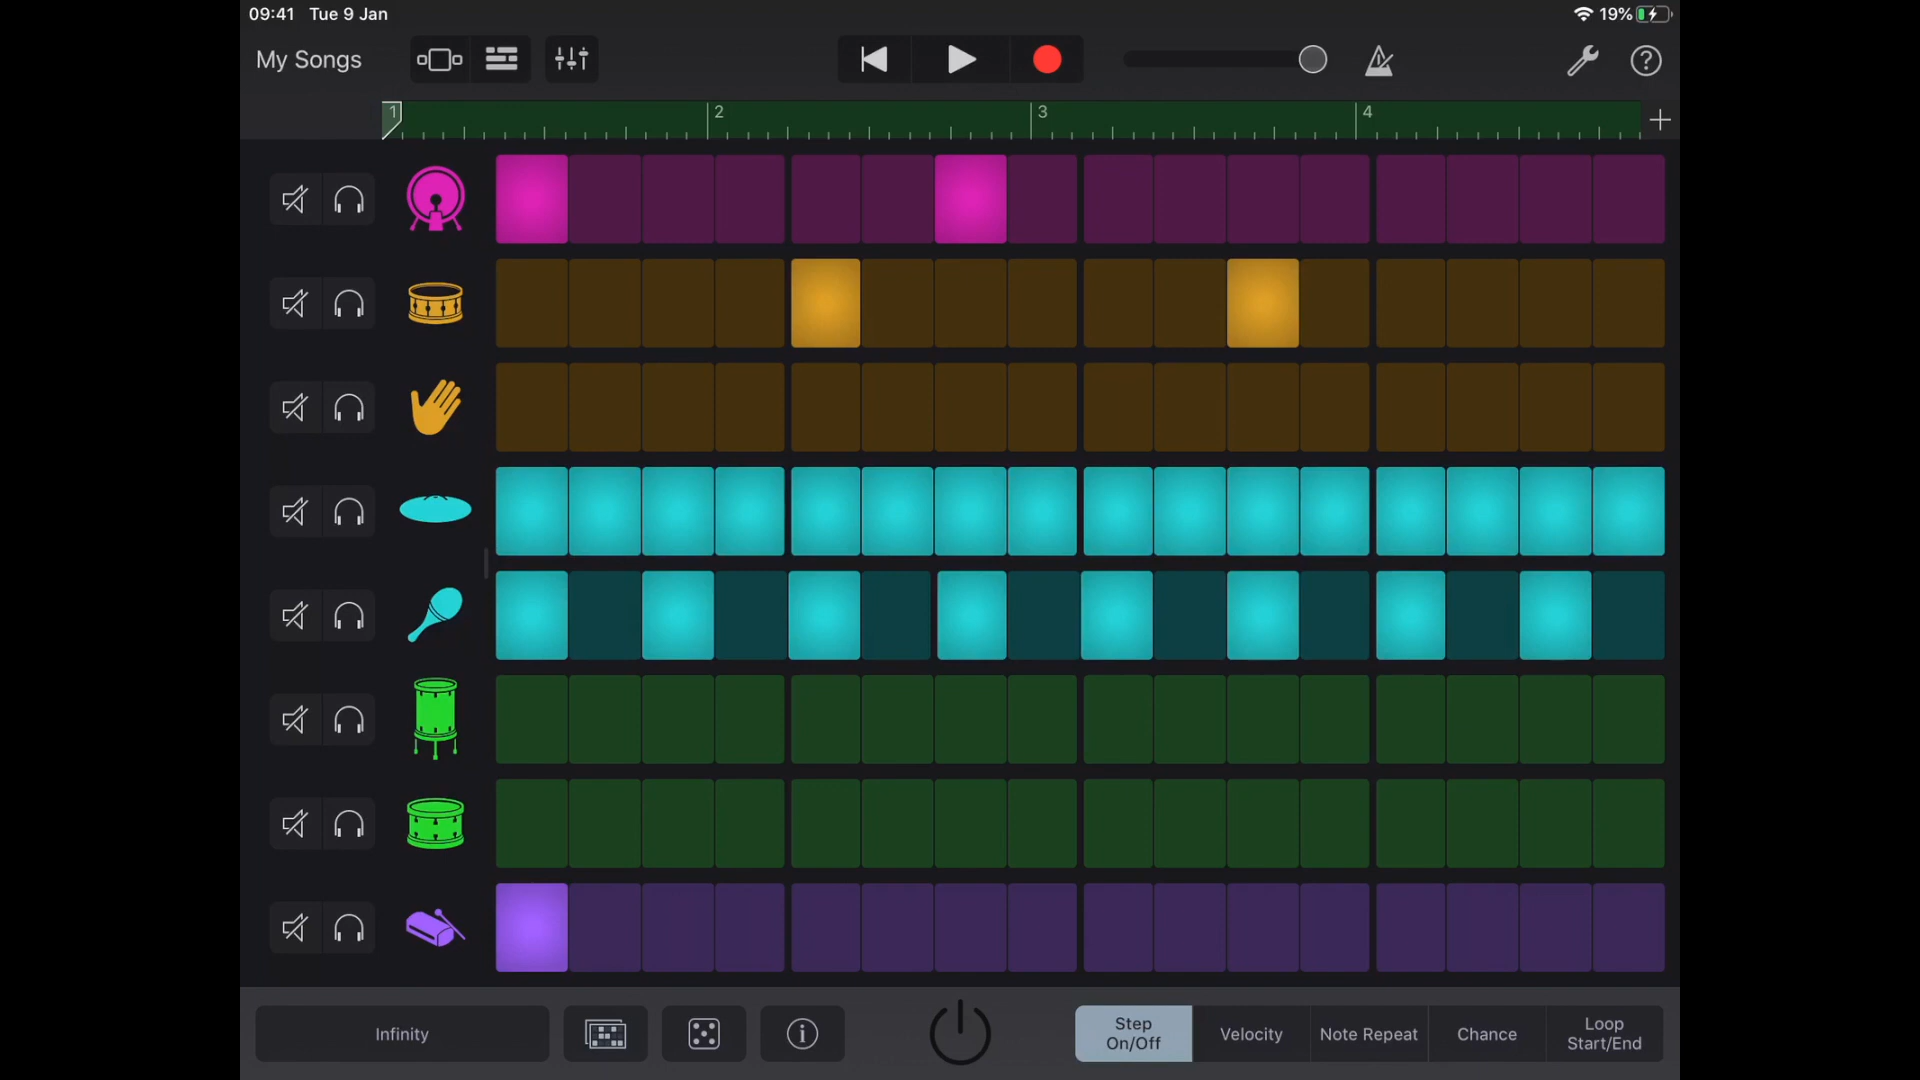 09:41 Tue 9 Jan
19%
My Songs
1 2 3 4
Infinity
Step
On/Off
Velocity
Note Repeat
Chance
Loop
Start/End